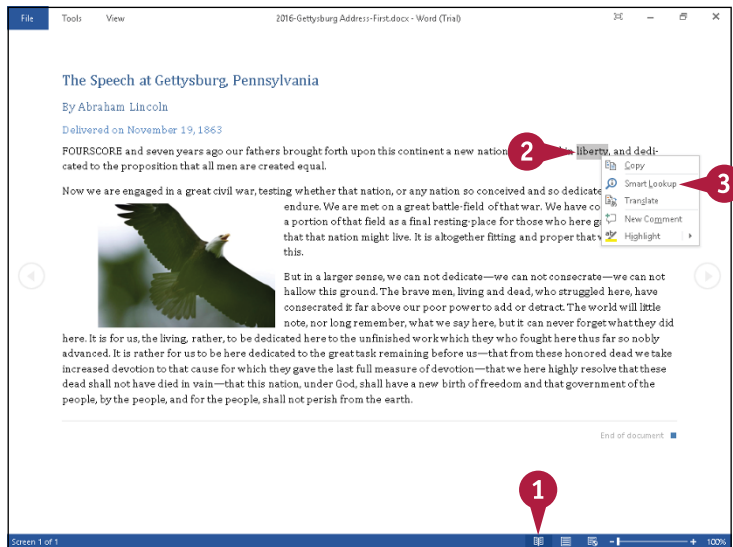 File Tools View 2016-Gettysburg Address-First.docx - Word (Trial)
The Speech at Gettysburg, Pennsylvania
By Abraham Lincoln
Delivered on November 19, 1863
FOURSCORE and seven years ago our fathers brought forth upon this continent a new nation 2 liberty, and dedi-
cated to the proposition that all men are created equal.
Copy
Smart Lookup 3
Translate
New Comment
Highlight
Now we are engaged in a great civil war, testing whether that nation, or any nation so conceived and so dedicate
endure. We are met on a great battle-field of that war. We have co
a portion of that field as a final resting-place for those who here g
that that nation might live. It is altogether fitting and proper that
this.
But in a larger sense, we can not dedicate—we can not consecrate—we can not
hallow this ground. The brave men, living and dead, who struggled here, have
consecrated it far above our poor power to add or detract. The world will little
note, nor long remember, what we say here, but it can never forget what they did
here. It is for us, the living, rather, to be dedicated here to the unfinished work which they who fought here thus far so nobly
advanced. It is rather for us to be here dedicated to the great task remaining before us—that from these honored dead we take
increased devotion to that cause for which they gave the last full measure of devotion—that we here highly resolve that these
dead shall not have died in vain—that this nation, under God, shall have a new birth of freedom and that government of the
people, by the people, and for the people, shall not perish from the earth.
End of document
1
Screen 1 of 1 100%